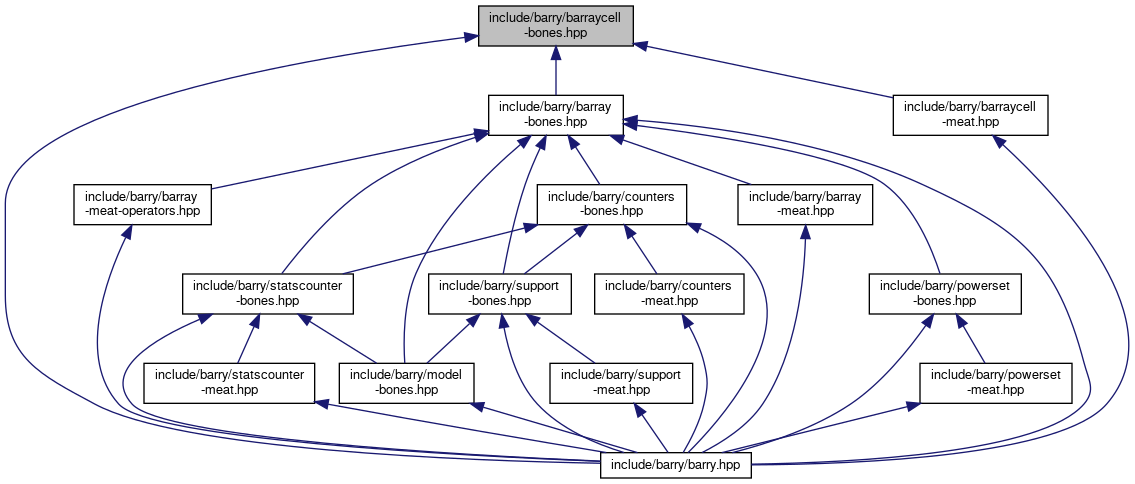 include/barry/barraycell
-bones.hpp
include/barry/barray
-bones.hpp
include/barry/barraycell
-meat.hpp
include/barry/barray
-meat-operators.hpp
include/barry/counters
-bones.hpp
include/barry/barray
-meat.hpp
include/barry/statscounter
-bones.hpp
include/barry/support
-bones.hpp
include/barry/counters
-meat.hpp
include/barry/powerset
-bones.hpp
include/barry/statscounter
-meat.hpp
include/barry/model
-bones.hpp
include/barry/support
-meat.hpp
include/barry/powerset
-meat.hpp
include/barry/barry.hpp